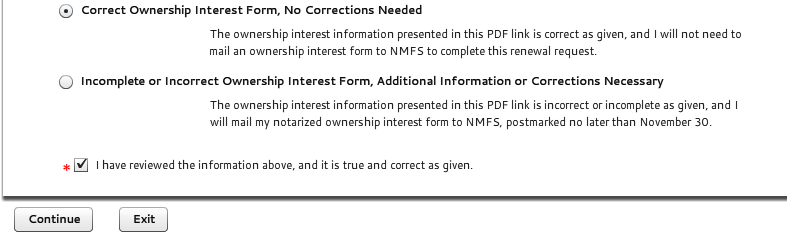 Correct Ownership Interest Form, No Corrections Needed
The ownership interest information presented in this PDF link is correct as given, and I will not need to
mail an ownership interest form to NMFS to complete this renewal request.
Incomplete or Incorrect Ownership Interest Form, Additional Information or Corrections Necessary
The ownership interest information presented in this PDF link is incorrect or incomplete as given, and I
will mail my notarized ownership interest form to NMFS, postmarked no later than November 30.
* I have reviewed the information above, and it is true and correct as given.
Continue Exit